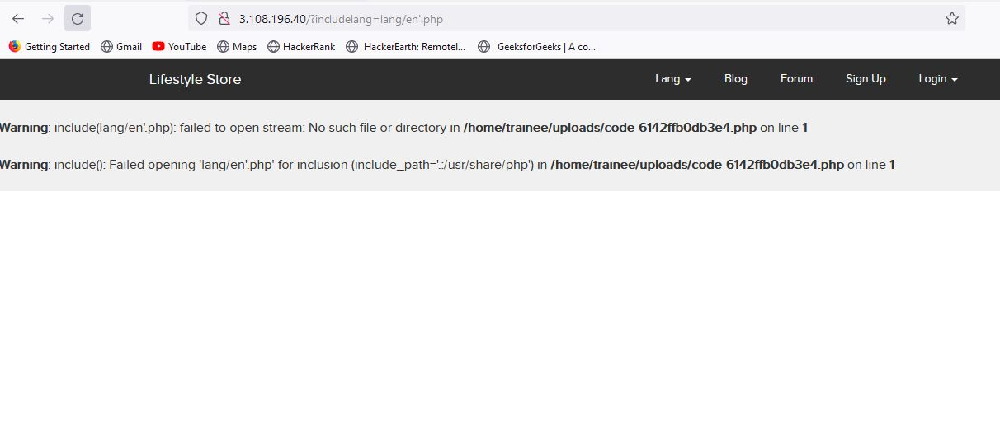 3.108.196.40/?includelang=lang/en'.php
Getting Started Gmail YouTube Maps HackerRank HackerEarth: Remotel... GeeksforGeeks | A co...
Lifestyle Store Lang Blog Forum Sign Up Login
Warning: include(lang/en'.php): failed to open stream: No such file or directory in /home/trainee/uploads/code-6142ffb0db3e4.php on line 1
Warning: include(): Failed opening 'lang/en'.php' for inclusion (include_path='.:/usr/share/php') in /home/trainee/uploads/code-6142ffb0db3e4.php on line 1